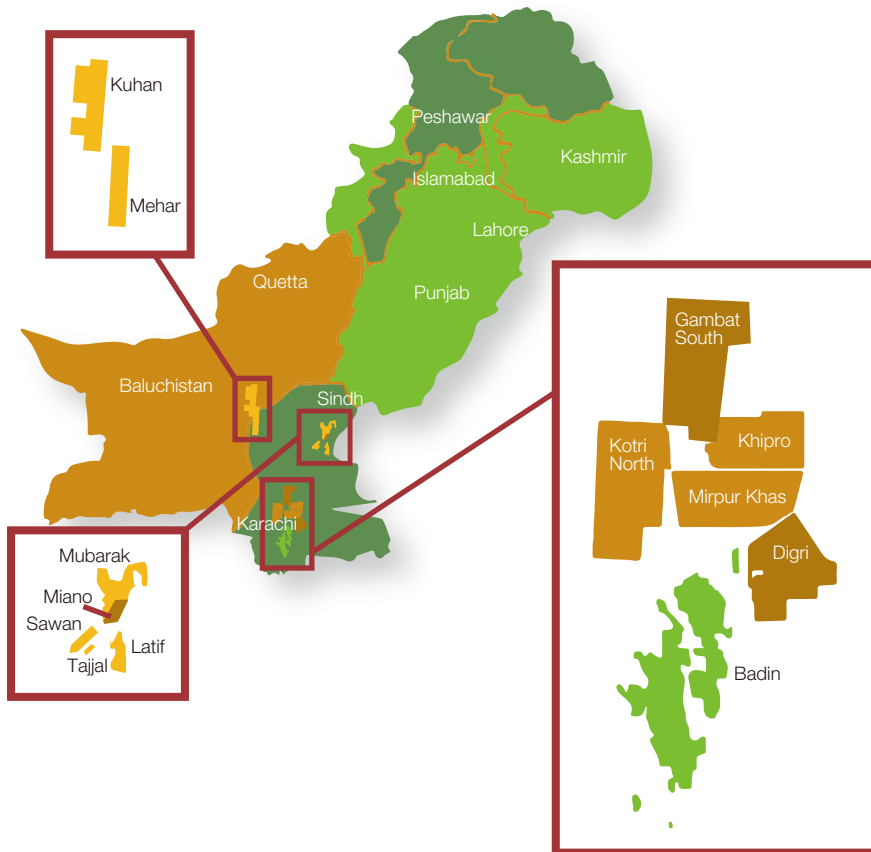 Kuhan
Mehar
Peshawar
Kashmir
Islamabad
Lahore
Quetta
Punjab
Baluchistan
Sindh
Karachi
Mubarak
Miano
Sawan
Latif
Tajjal
Gambat
South
Kotri
North
Khipro
Mirpur Khas
Digri
Badin